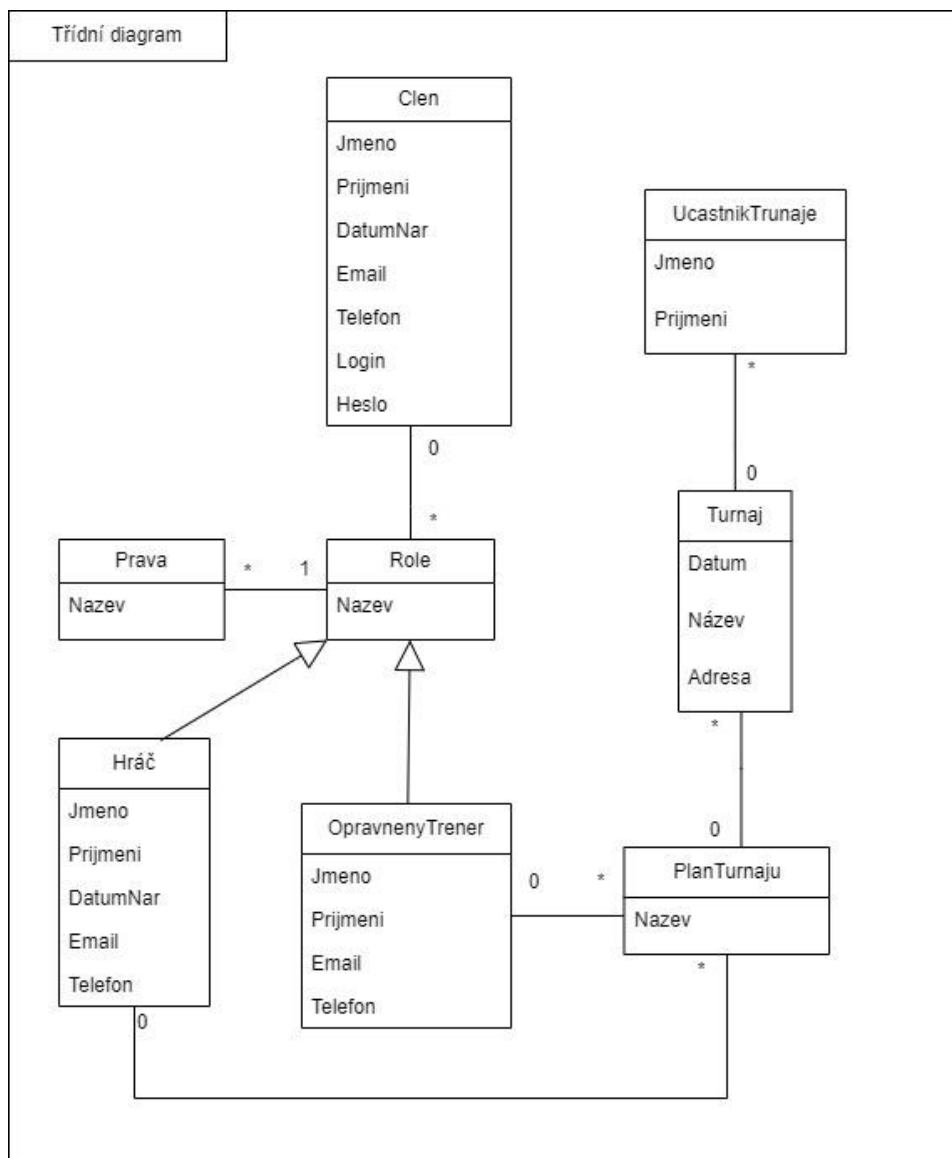 Třídní diagram
Clen
Jmeno
Prijmeni
DatumNar
Email
Telefon
Login
Heslo
0
*
UcastnikTrunaje
Jmeno
Prijmeni
*
0
Turnaj
Datum
Název
Adresa
*
0
Prava
Nazev
*
1
Role
Nazev
Hráč
Jmeno
Prijmeni
DatumNar
Email
Telefon
0
OpravnenyTrener
Jmeno
Prijmeni
Email
Telefon
0
*
PlanTurnaju
Nazev
*